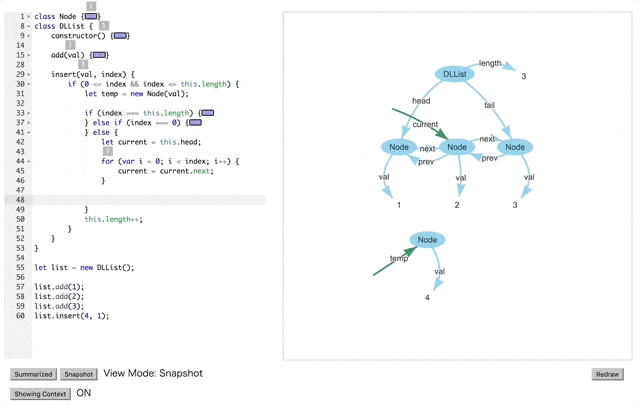 1 class Node {
8 class DLList {
9 constructor() {
15 add(val) {
28
29 insert(val, index) {
30 if (0 <= index && index <= this.length) {
31 let temp = new Node(val);
32
33 if (index === this.length) {
37 } else if (index === 0) {
41 } else {
42 let current = this.head;
43
44 for (var i = 0; i < index; i++) {
45 current = current.next;
46 }
47
48
49 }
50 this.length++;
51 }
52 }
53 }
54
55 let list = new DLList();
56
57 list.add(1);
58 list.add(2);
59 list.add(3);
60 list.insert(4, 1);
1
1
1
1
1
DLList
length
3
head
tail
current
Node
next
Node
next
Node
prev
prev
val
val
val
1
2
3
Node
temp
val
4
Summarized
Snapshot
View Mode: Snapshot
Redraw
Showing Context
ON